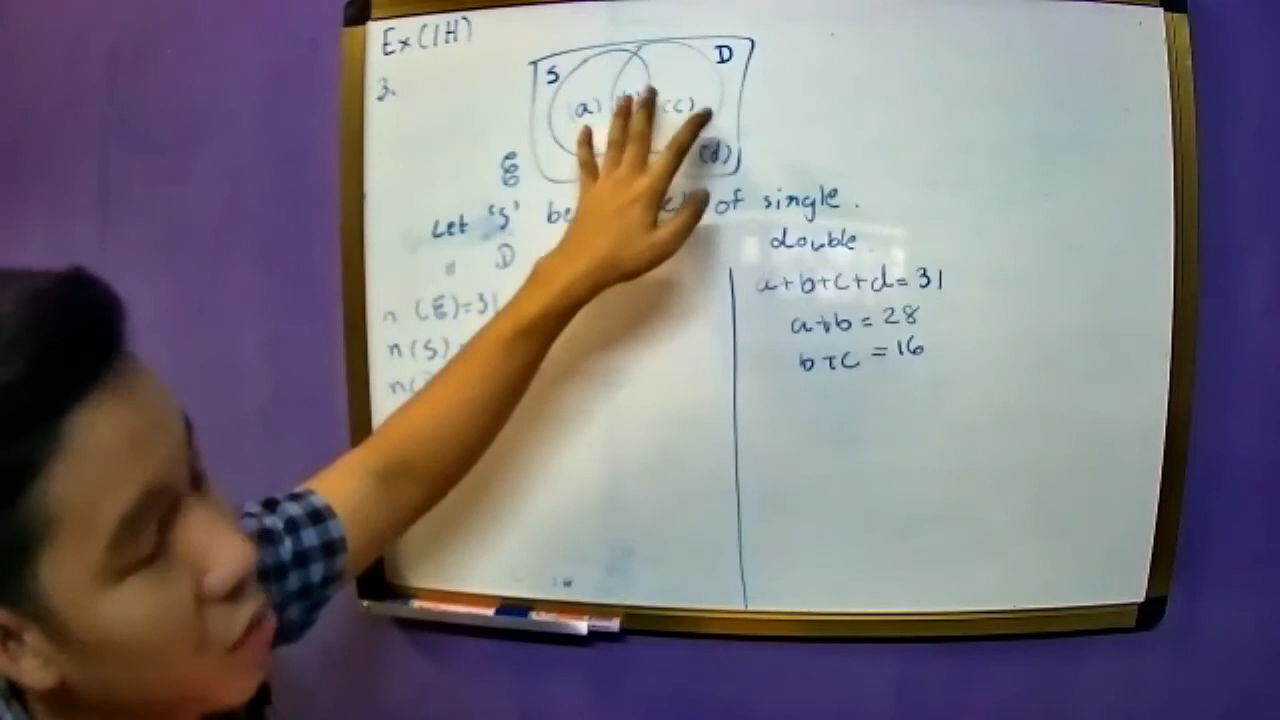 Ex (1H)
3.
S
D
(a)
(c)
(d)
ξ
Let 'S' be of single.
" D double.
n (ξ) = 31
n (S)
a+b+c+d = 31
a+b = 28
b+c = 16